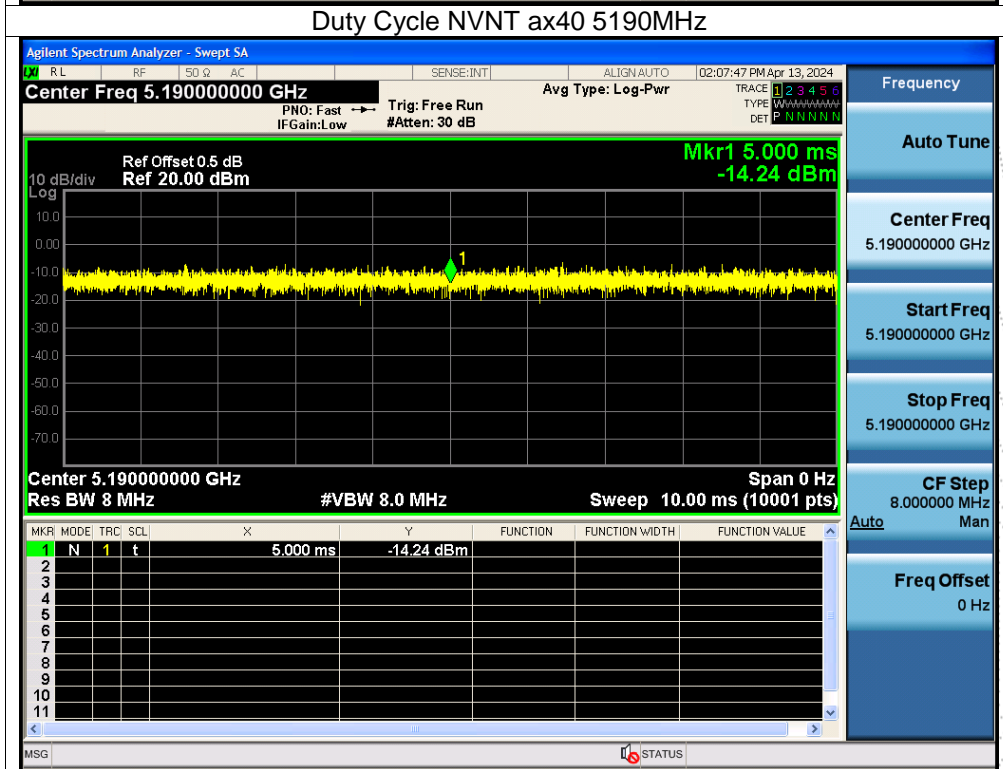 Duty Cycle NVNT ax40 5190MHz
Agilent Spectrum Analyzer - Swept SA
LXI RL RF 50 Ω AC SENSE:INT ALIGN AUTO 02:07:47 PM Apr 13, 2024
Center Freq 5.190000000 GHz
PNO: Fast
IFGain:Low
Trig: Free Run
#Atten: 30 dB
Avg Type: Log-Pwr
TRACE 1 2 3 4 5 6
TYPE WWWWWW
DET P N N N N N
Mkr1 5.000 ms
-14.24 dBm
Ref Offset 0.5 dB
10 dB/div Ref 20.00 dBm
Log
10.0
0.00
-10.0
-20.0
-30.0
-40.0
-50.0
-60.0
-70.0
1
Center 5.190000000 GHz Span 0 Hz
Res BW 8 MHz #VBW 8.0 MHz Sweep 10.00 ms (10001 pts)
MKR MODE TRC SCL X Y FUNCTION FUNCTION WIDTH FUNCTION VALUE
1 N 1 t 5.000 ms -14.24 dBm
2
3
4
5
6
7
8
9
10
11
MSG STATUS
Frequency
Auto Tune
Center Freq
5.190000000 GHz
Start Freq
5.190000000 GHz
Stop Freq
5.190000000 GHz
CF Step
8.000000 MHz
Auto Man
Freq Offset
0 Hz